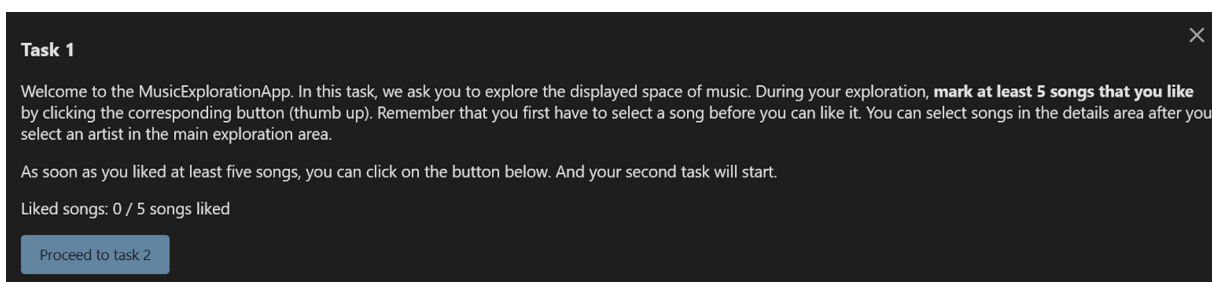 Task 1
Welcome to the MusicExplorationApp. In this task, we ask you to explore the displayed space of music. During your exploration, mark at least 5 songs that you like
by clicking the corresponding button (thumb up). Remember that you first have to select a song before you can like it. You can select songs in the details area after you
select an artist in the main exploration area.
As soon as you liked at least five songs, you can click on the button below. And your second task will start.
Liked songs: 0 / 5 songs liked
Proceed to task 2